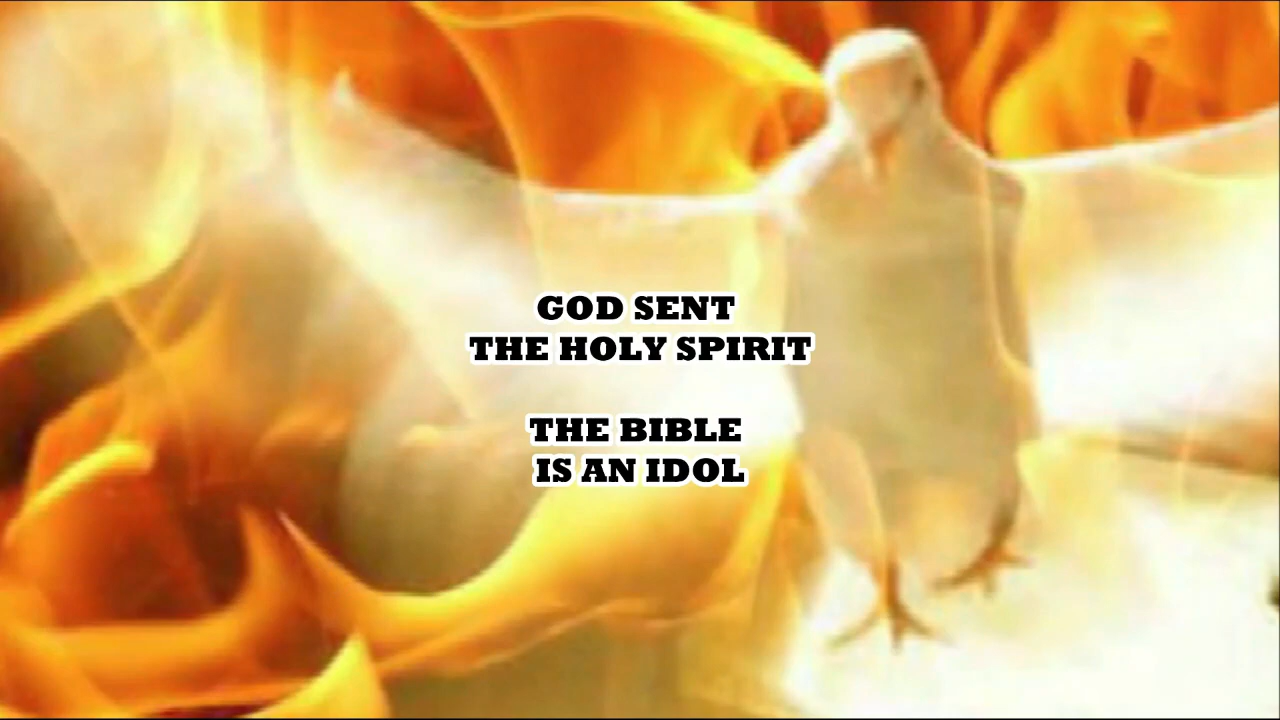 GOD SENT
THE HOLY SPIRIT
THE BIBLE
IS AN IDOL